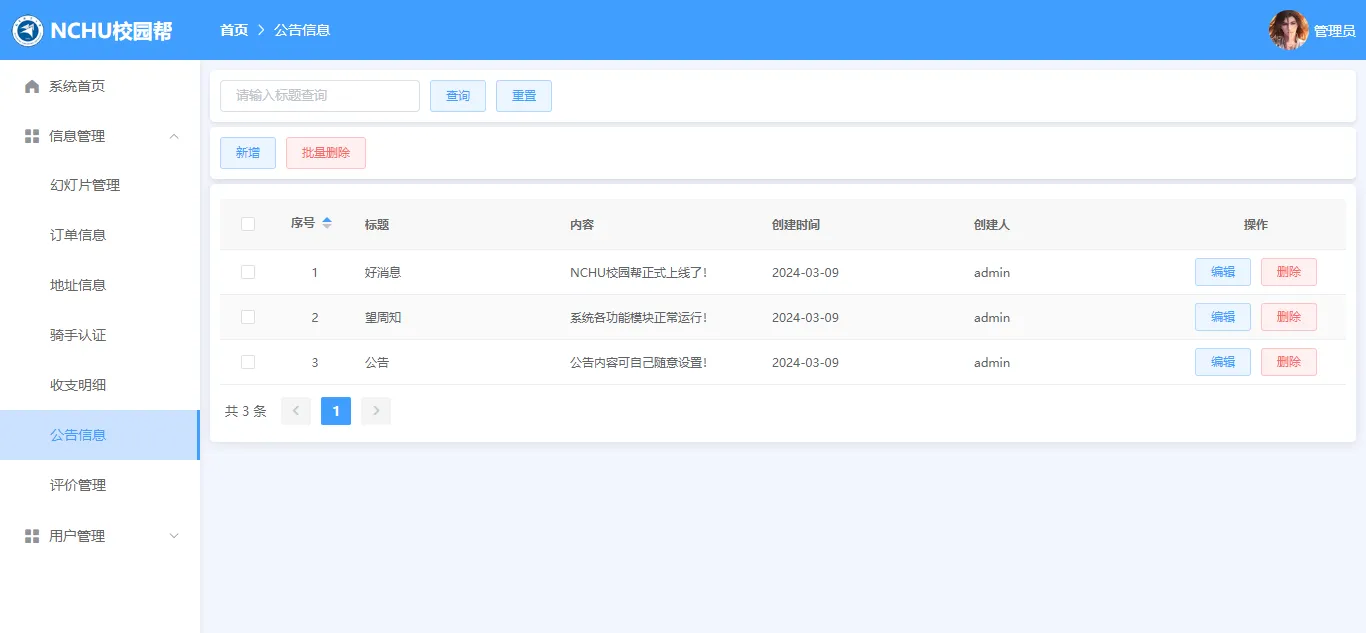 NCHU校园帮
首页 > 公告信息
管理员
系统首页
信息管理
幻灯片管理
订单信息
地址信息
骑手认证
收支明细
公告信息
评价管理
用户管理
请输入标题查询 查询 重置
新增 批量删除
序号 标题 内容 创建时间 创建人 操作
1 好消息 NCHU校园帮正式上线了! 2024-03-09 admin 编辑 删除
2 望周知 系统各功能模块正常运行! 2024-03-09 admin 编辑 删除
3 公告 公告内容可自己随意设置! 2024-03-09 admin 编辑 删除
共 3 条 < 1 >